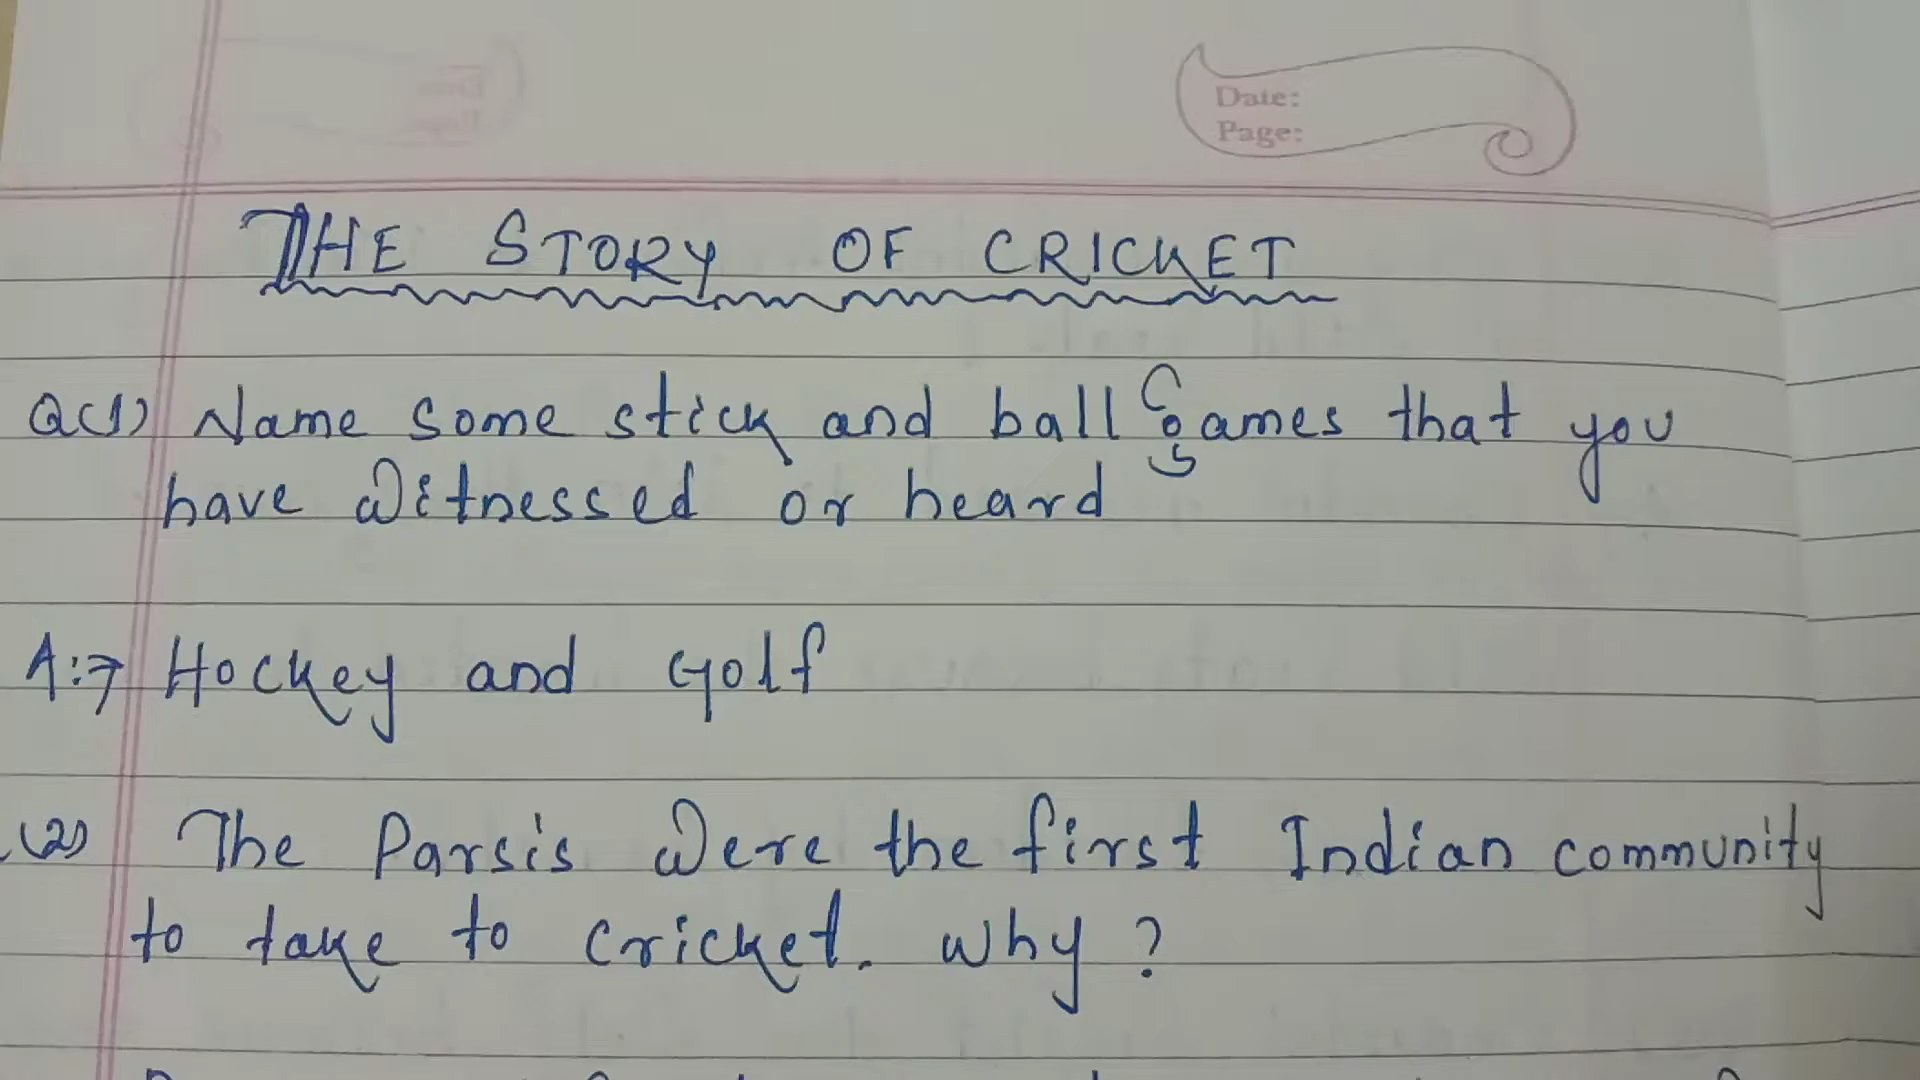 Date:
Page:
THE STORY OF CRICKET
Q(1) Name some stick and ball Games that you
have witnessed or heard
A:→ Hockey and Golf
(2) The Parsis were the first Indian community
to take to cricket. Why?